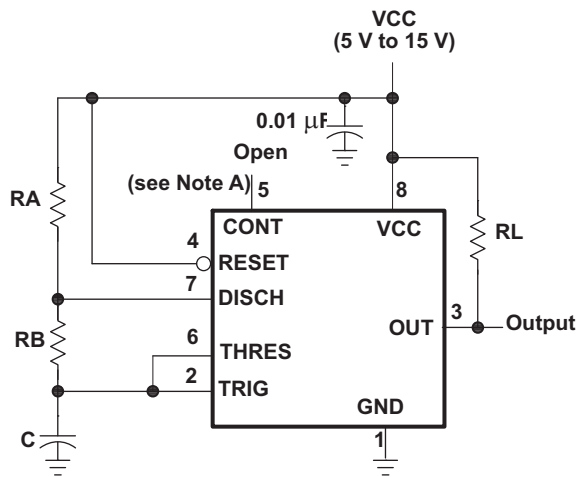 VCC
(5 V to 15 V)
0.01 μF
Open
(see Note A)
5
8
RA
CONT
VCC
RL
4
RESET
7
DISCH
3
OUT
Output
RB
6
THRES
2
TRIG
GND
C
1